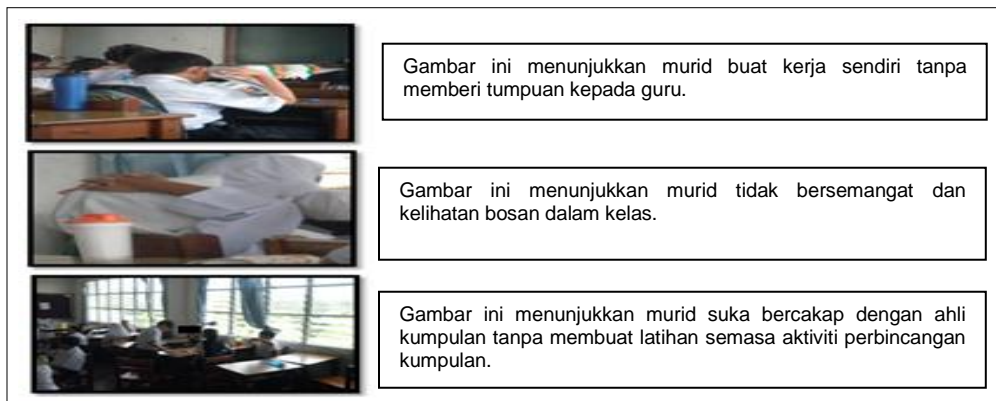 Gambar ini menunjukkan murid buat kerja sendiri tanpa
memberi tumpuan kepada guru.
Gambar ini menunjukkan murid tidak bersemangat dan
kelihatan bosan dalam kelas.
Gambar ini menunjukkan murid suka bercakap dengan ahli
kumpulan tanpa membuat latihan semasa aktiviti perbincangan
kumpulan.